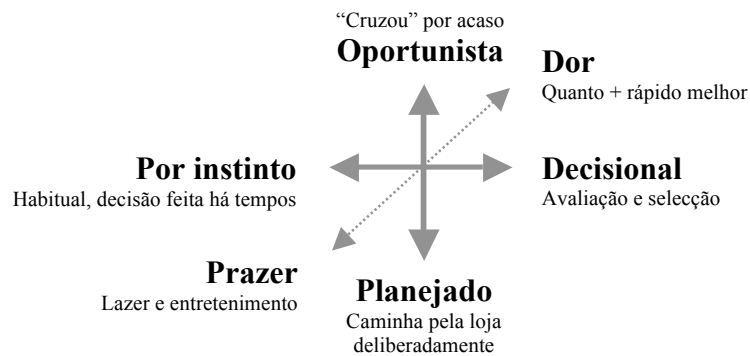 “Cruzou” por acaso
Oportunista
Dor
Quanto + rápido melhor
Por instinto
Habitual, decisão feita há tempos
Decisional
Avaliação e selecção
Prazer
Lazer e entretenimento
Planejado
Caminha pela loja
deliberadamente